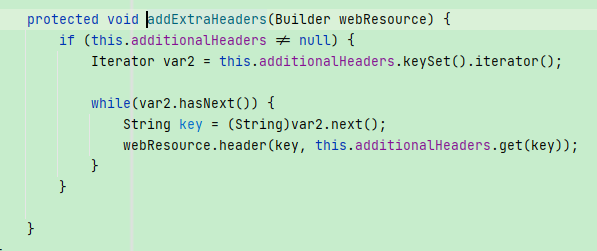 protected void addExtraHeaders(Builder webResource) {
if (this.additionalHeaders ≠ null) {
Iterator var2 = this.additionalHeaders.keySet().iterator();
while(var2.hasNext()) {
String key = (String)var2.next();
webResource.header(key, this.additionalHeaders.get(key));
}
}
}